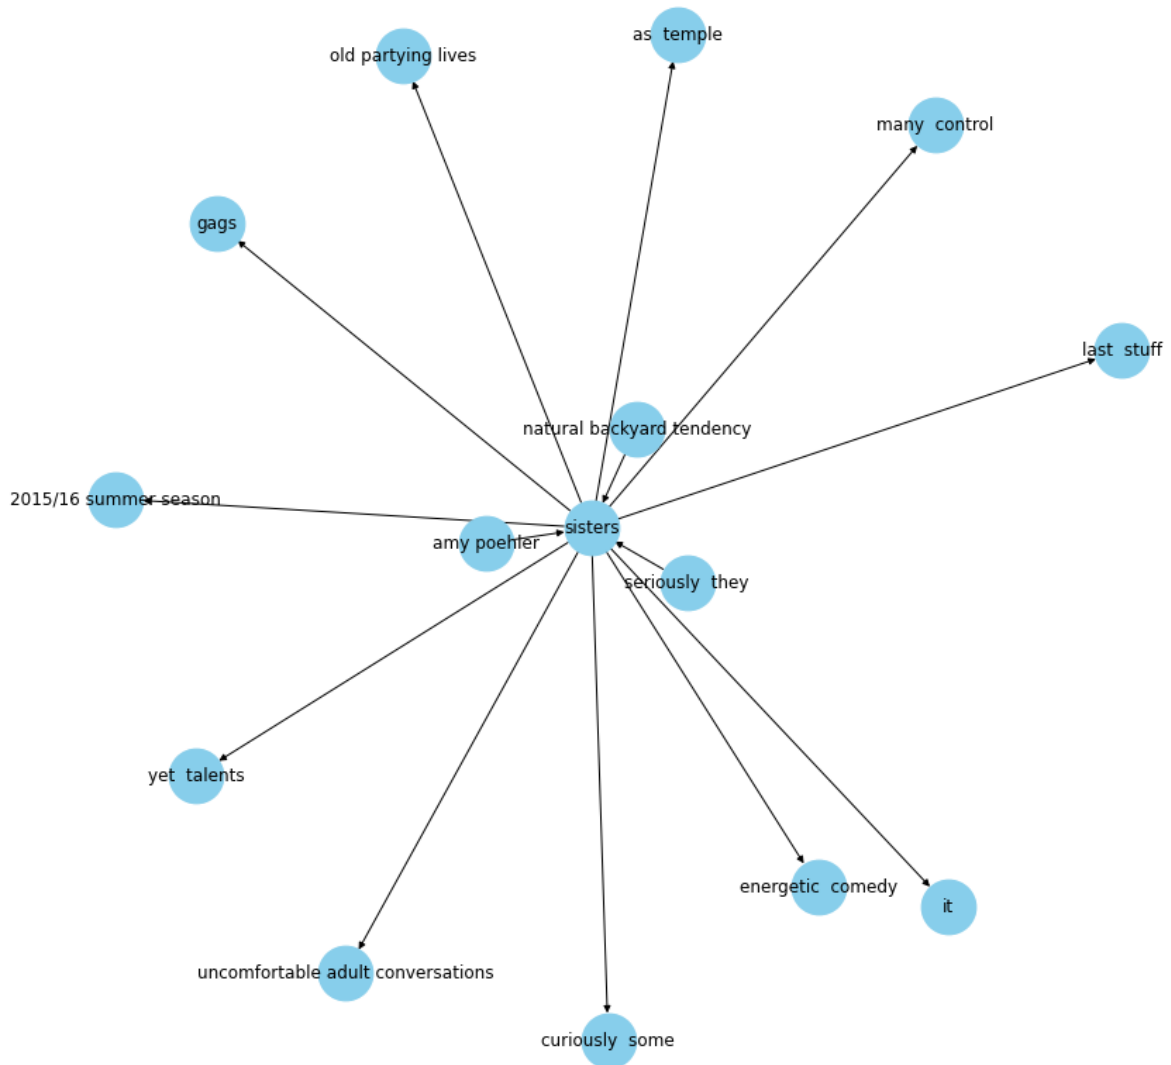 as  temple
old partying lives
many  control
gags
last  stuff
natural backyard tendency
2015/16 summer season
sisters
amy poehler
seriously  they
yet  talents
energetic  comedy
it
uncomfortable adult conversations
curiously  some